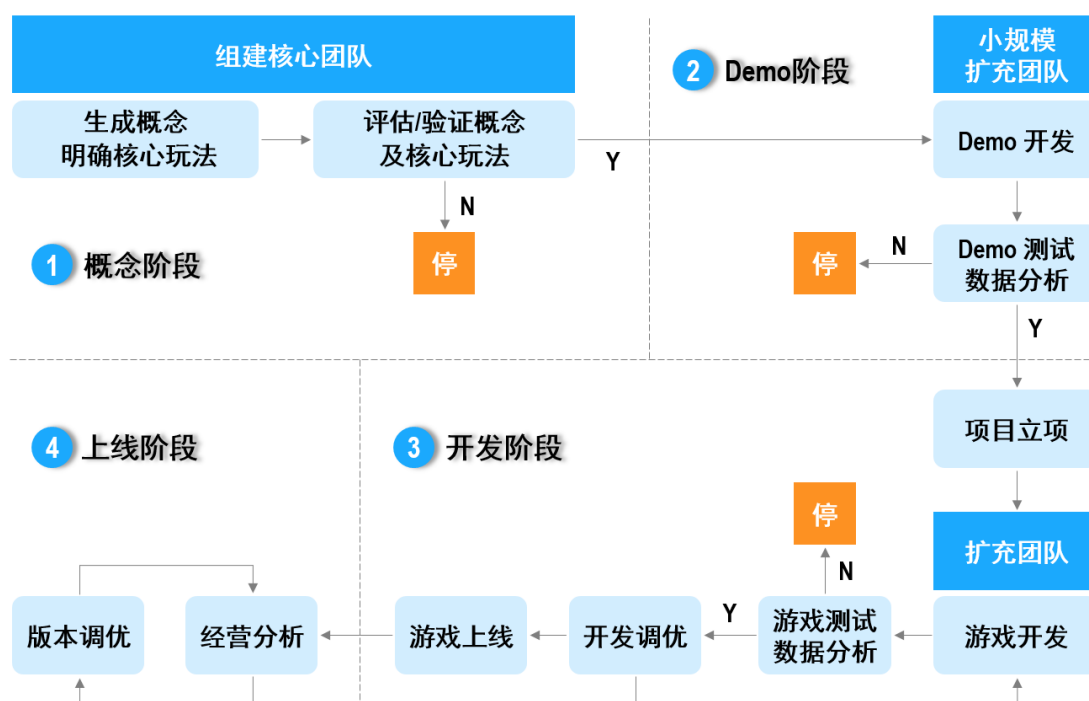 组建核心团队
生成概念
明确核心玩法
评估/验证概念
及核心玩法
Y
N
停
1 概念阶段
2 Demo阶段
小规模
扩充团队
Demo 开发
Demo 测试
数据分析
N
停
Y
项目立项
扩充团队
游戏开发
3 开发阶段
停
N
游戏测试
数据分析
Y
开发调优
游戏上线
4 上线阶段
经营分析
版本调优